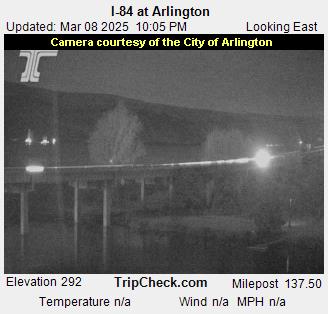 I-84 at Arlington
Updated: Mar 08 2025 10:05 PM Looking East
Camera courtesy of the City of Arlington
Elevation 292 TripCheck.com Milepost 137.50
Temperature n/a Wind n/a MPH n/a